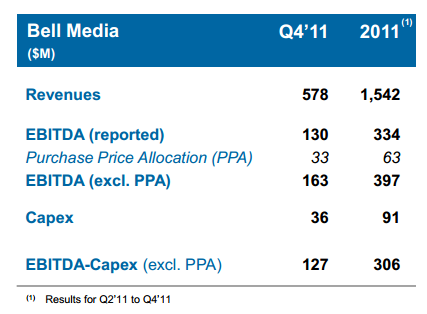 Bell Media Q4'11 2011 (1)
($M)
Revenues 578 1,542
EBITDA (reported) 130 334
Purchase Price Allocation (PPA) 33 63
EBITDA (excl. PPA) 163 397
Capex 36 91
EBITDA-Capex (excl. PPA) 127 306
(1) Results for Q2'11 to Q4'11